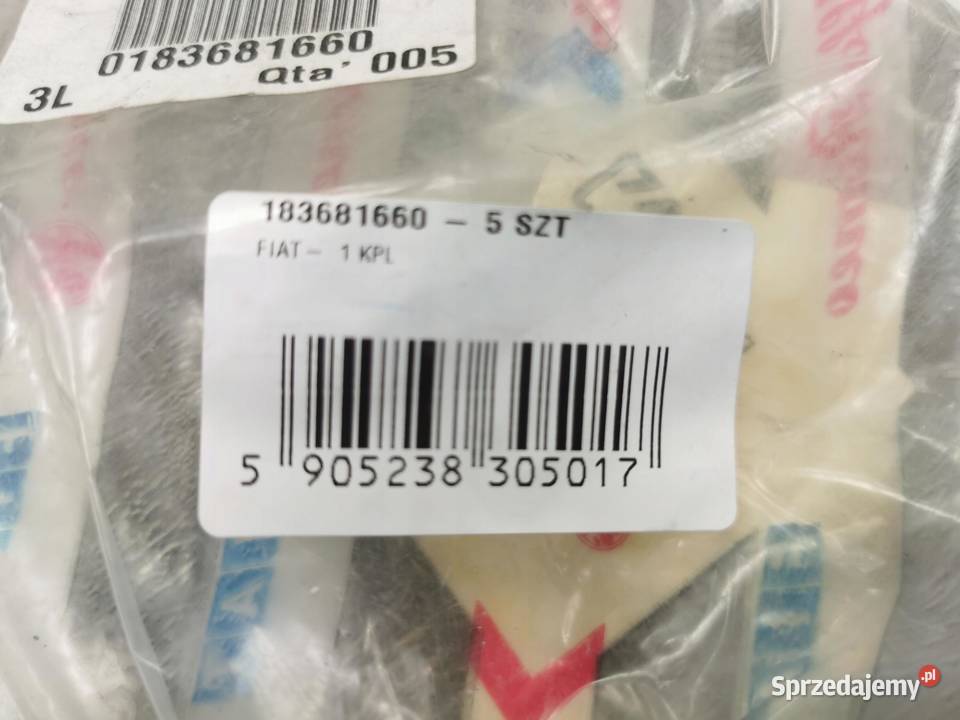 0183681660
Qta' 005
3L
183681660 - 5 SZT
FIAT - 1 KPL
5 905238 305017
Sprzedajemy.pl